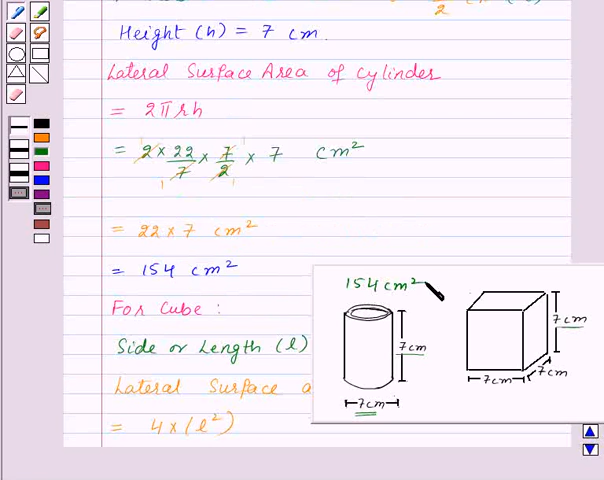 Height (h) = 7 cm.
Lateral Surface Area of cylinder
= 2πrh
= 2 × 22/7 × 7/2 × 7 cm²
= 22 × 7 cm²
= 154 cm²
For Cube :
Side or Length (l)
Lateral Surface a
= 4 × (l²)
154 cm²
7cm
7cm
7cm
7cm
7cm